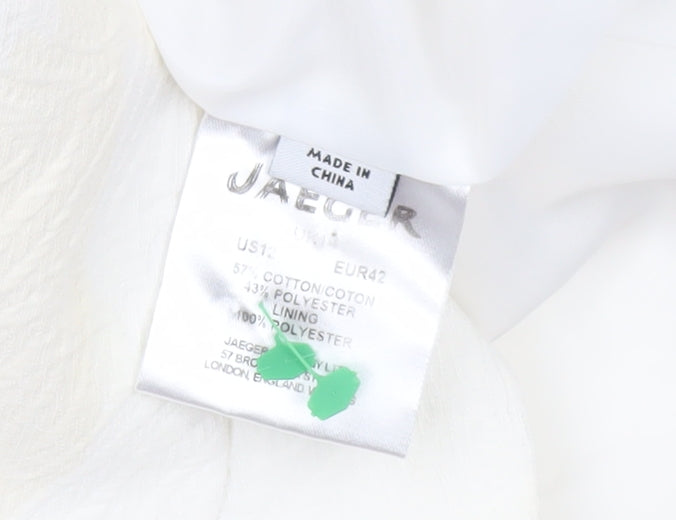 MADE IN
CHINA
JAEGER
US12
EUR42
57% COTTON/COTON
43% POLYESTER
LINING
100% POLYESTER
JAEGER
57
LONDON, ENGLAND